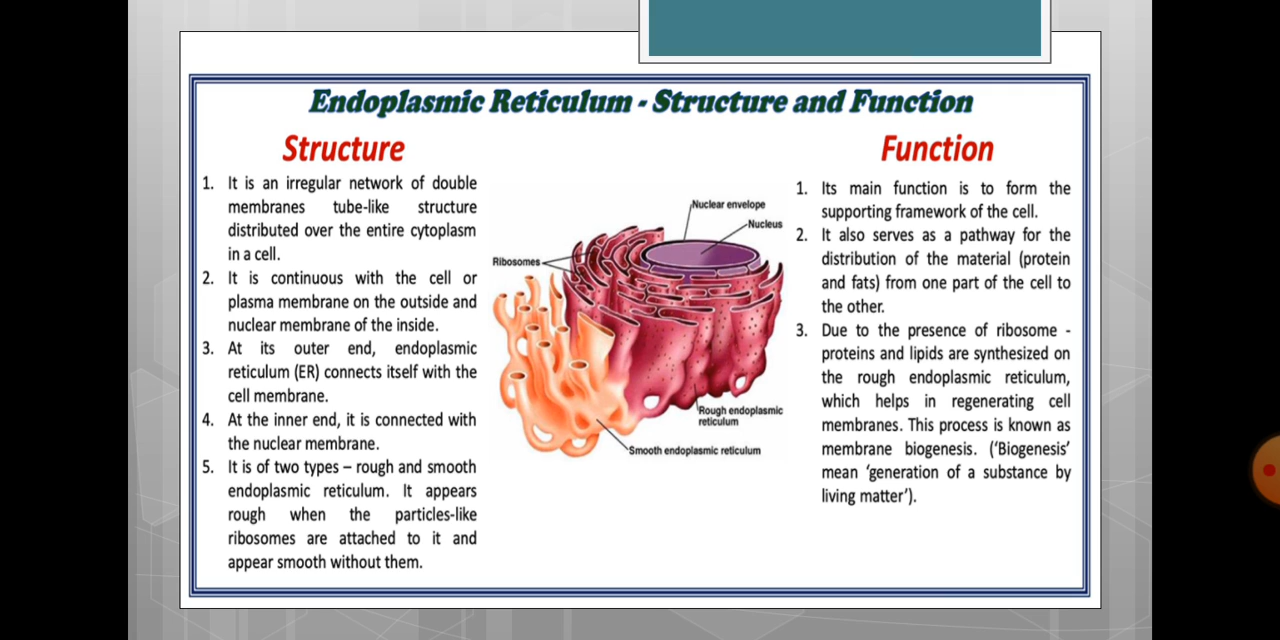 Endoplasmic Reticulum - Structure and Function
Structure
1. It is an irregular network of double
membranes tube-like structure
distributed over the entire cytoplasm
in a cell.
2. It is continuous with the cell or
plasma membrane on the outside and
nuclear membrane of the inside.
3. At its outer end, endoplasmic
reticulum (ER) connects itself with the
cell membrane.
4. At the inner end, it is connected with
the nuclear membrane.
5. It is of two types – rough and smooth
endoplasmic reticulum. It appears
rough when the particles-like
ribosomes are attached to it and
appear smooth without them.
Nuclear envelope
Nucleus
Ribosomes
Rough endoplasmic
reticulum
Smooth endoplasmic reticulum
Function
1. Its main function is to form the
supporting framework of the cell.
2. It also serves as a pathway for the
distribution of the material (protein
and fats) from one part of the cell to
the other.
3. Due to the presence of ribosome -
proteins and lipids are synthesized on
the rough endoplasmic reticulum,
which helps in regenerating cell
membranes. This process is known as
membrane biogenesis. (‘Biogenesis’
mean ‘generation of a substance by
living matter’).